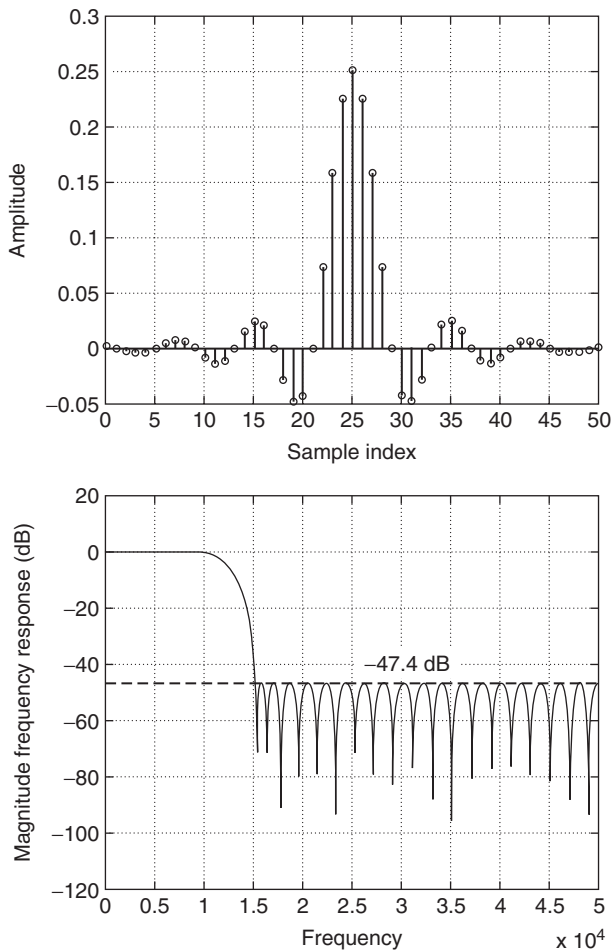 0.3
0.25
0.2
0.15
0.1
0.05
0
−0.05
Amplitude
0 5 10 15 20 25 30 35 40 45 50
Sample index
20
0
−20
−40
−60
−80
−100
−120
Magnitude frequency response (dB)
−47.4 dB
0 0.5 1 1.5 2 2.5 3 3.5 4 4.5 5
Frequency
x 10⁴